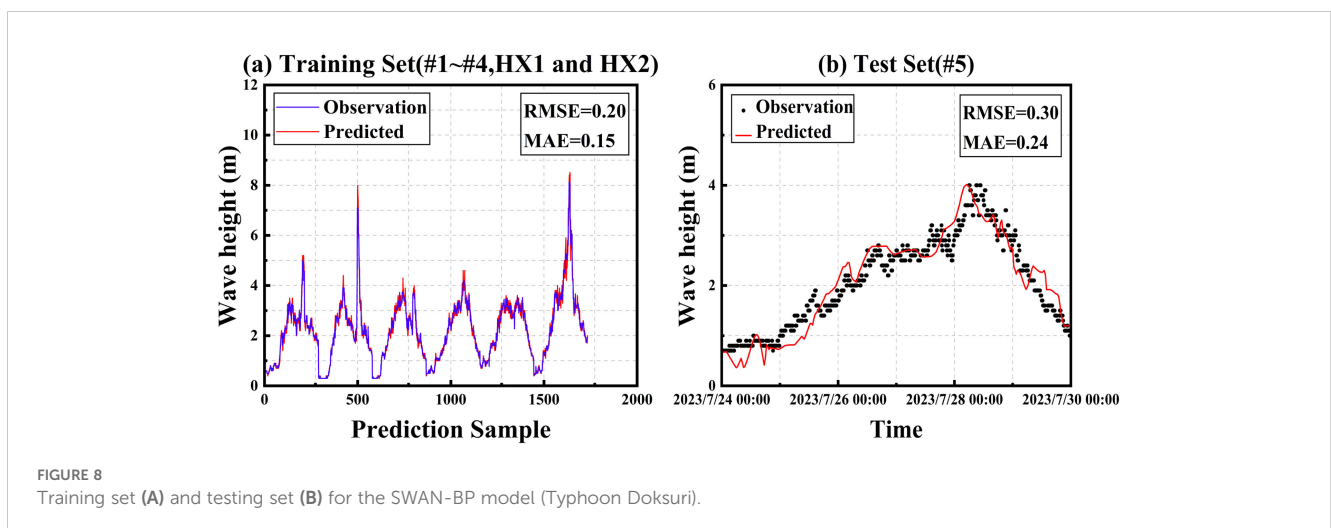 (a) Training Set(#1~#4,HX1 and HX2)
12
10
8
6
4
2
0
Wave height (m)
Observation
Predicted
RMSE=0.20
MAE=0.15
0 500 1000 1500 2000
Prediction Sample
(b) Test Set(#5)
6
4
2
0
Wave height (m)
Observation
Predicted
RMSE=0.30
MAE=0.24
2023/7/24 00:00 2023/7/26 00:00 2023/7/28 00:00 2023/7/30 00:00
Time
FIGURE 8
Training set (A) and testing set (B) for the SWAN-BP model (Typhoon Doksuri).